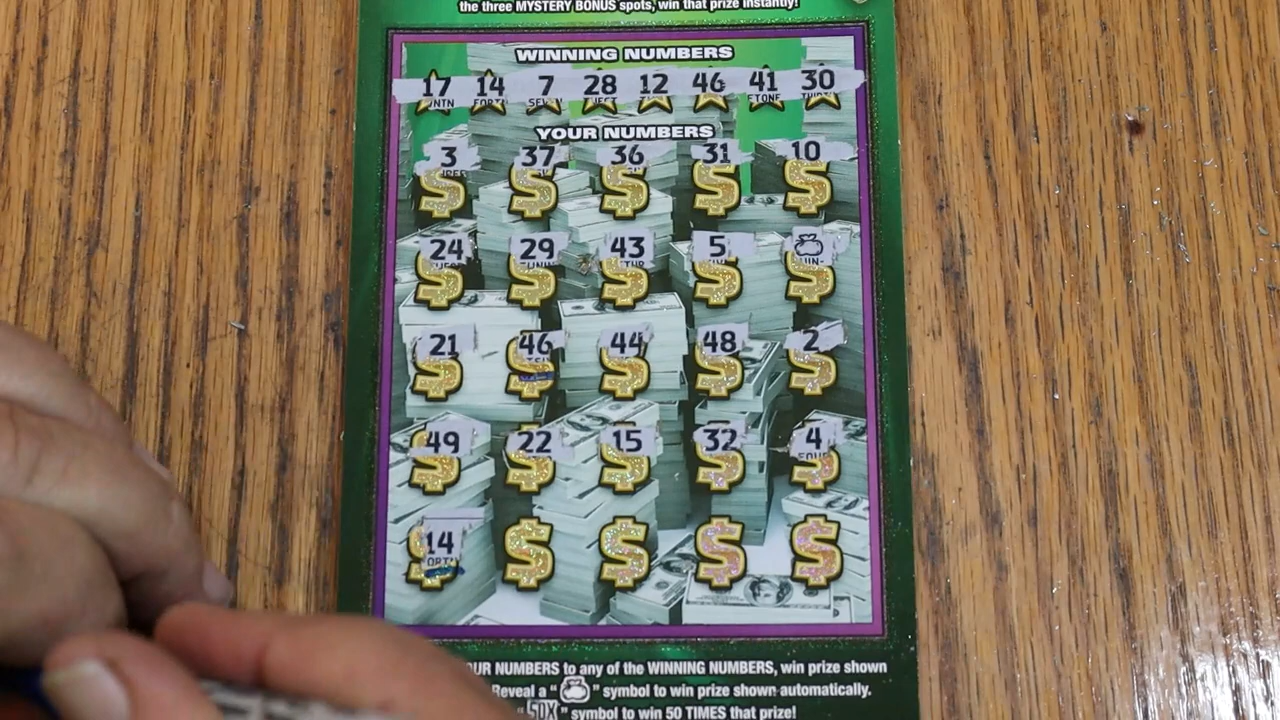 the three MYSTERY BONUS spots, win that prize instantly!
WINNING NUMBERS
17 14 7 28 12 46 41 30
YOUR NUMBERS
3 37 36 31 10
24 29 43 5
21 46 44 48 2
49 22 15 32 4
14
OUR NUMBERS to any of the WINNING NUMBERS, win prize shown
Reveal a " " symbol to win prize shown automatically.
"50X" symbol to win 50 TIMES that prize!